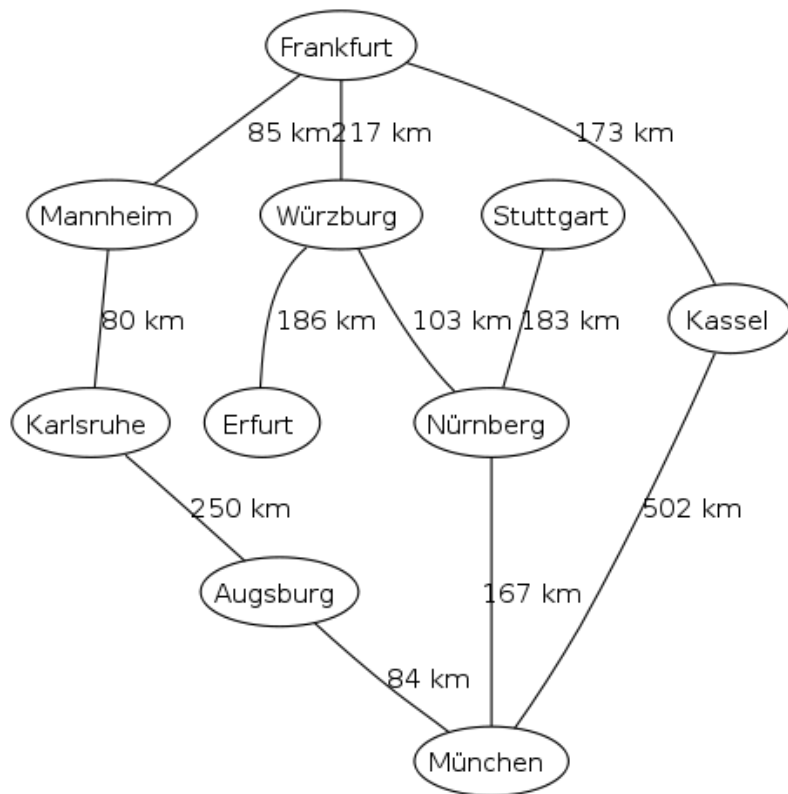 Frankfurt
85 km
217 km
173 km
Mannheim
Würzburg
Stuttgart
80 km
186 km
103 km
183 km
Kassel
Karlsruhe
Erfurt
Nürnberg
250 km
502 km
Augsburg
167 km
84 km
München